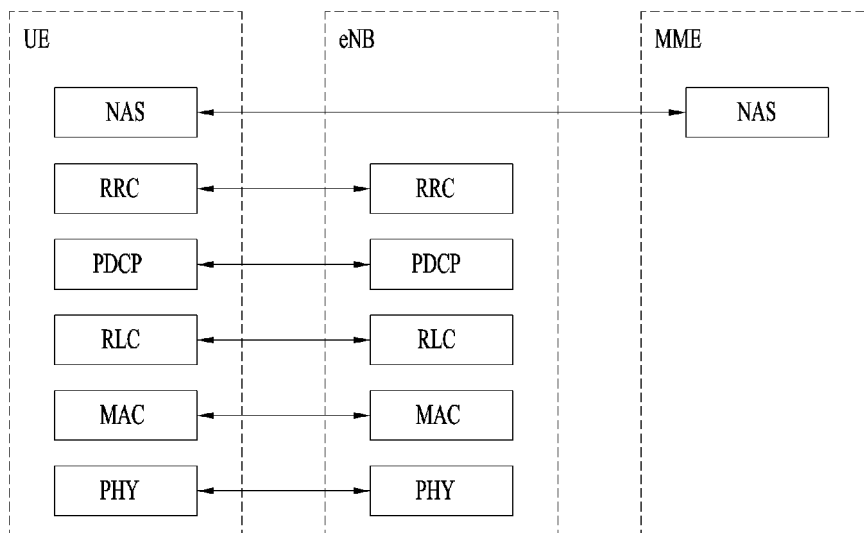 UE eNB MME
NAS NAS
RRC RRC
PDCP PDCP
RLC RLC
MAC MAC
PHY PHY